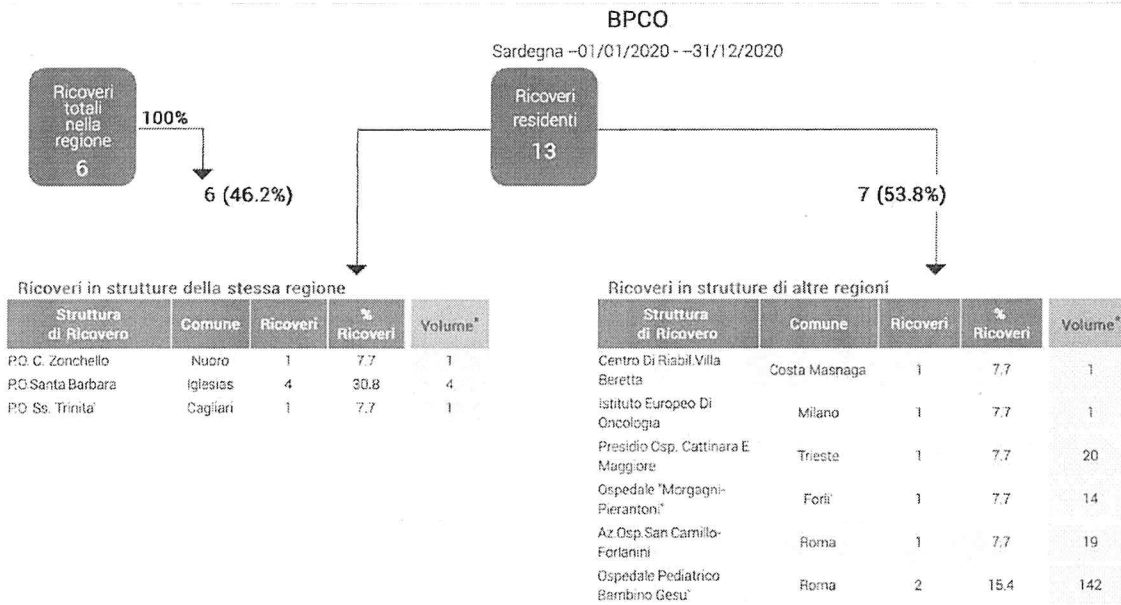 BPCO
Sardegna --01/01/2020 - --31/12/2020
Ricoveri
totali
nella
regione
6
100%
6 (46.2%)
Ricoveri
residenti
13
7 (53.8%)
Ricoveri in strutture della stessa regione
Struttura di Ricovero Comune Ricoveri % Ricoveri Volume*
P.O. C. Zonchello Nuoro 1 7.7 1
P.O Santa Barbara Iglesias 4 30.8 4
P.O. Ss. Trinita' Cagliari 1 7.7 1
Ricoveri in strutture di altre regioni
Struttura di Ricovero Comune Ricoveri % Ricoveri Volume*
Centro Di Riabil.Villa Beretta Costa Masnaga 1 7.7 1
Istituto Europeo Di Oncologia Milano 1 7.7 1
Presidio Osp. Cattinara E Maggiore Trieste 1 7.7 20
Ospedale "Morgagni-Pierantoni" Forli' 1 7.7 14
Az.Osp.San Camillo-Forlanini Roma 1 7.7 19
Ospedale Pediatrico Bambino Gesu' Roma 2 15.4 142